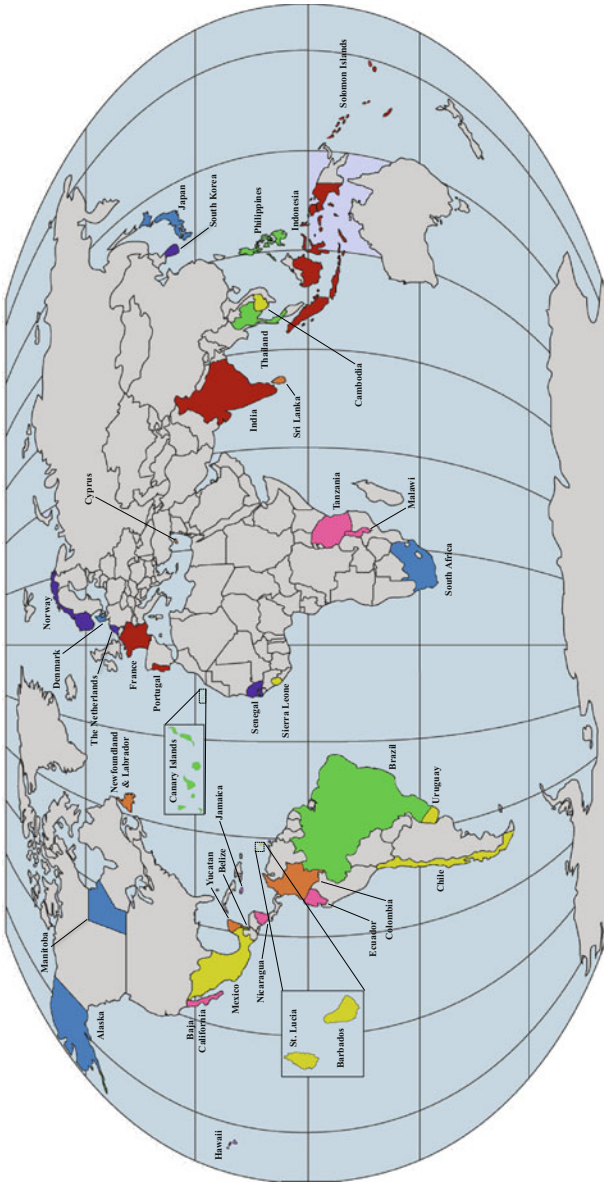 Hawaii
Alaska
Manitoba
Newfoundland
& Labrador
Baja
California
Mexico
Yucatan
Belize
Jamaica
Nicaragua
St. Lucia
Barbados
Ecuador
Colombia
Brazil
Uruguay
Chile
Canary Islands
Norway
Denmark
The Netherlands
France
Portugal
Senegal
Sierra Leone
Cyprus
Tanzania
Malawi
South Africa
India
Sri Lanka
Thailand
Cambodia
Japan
South Korea
Philippines
Indonesia
Solomon Islands